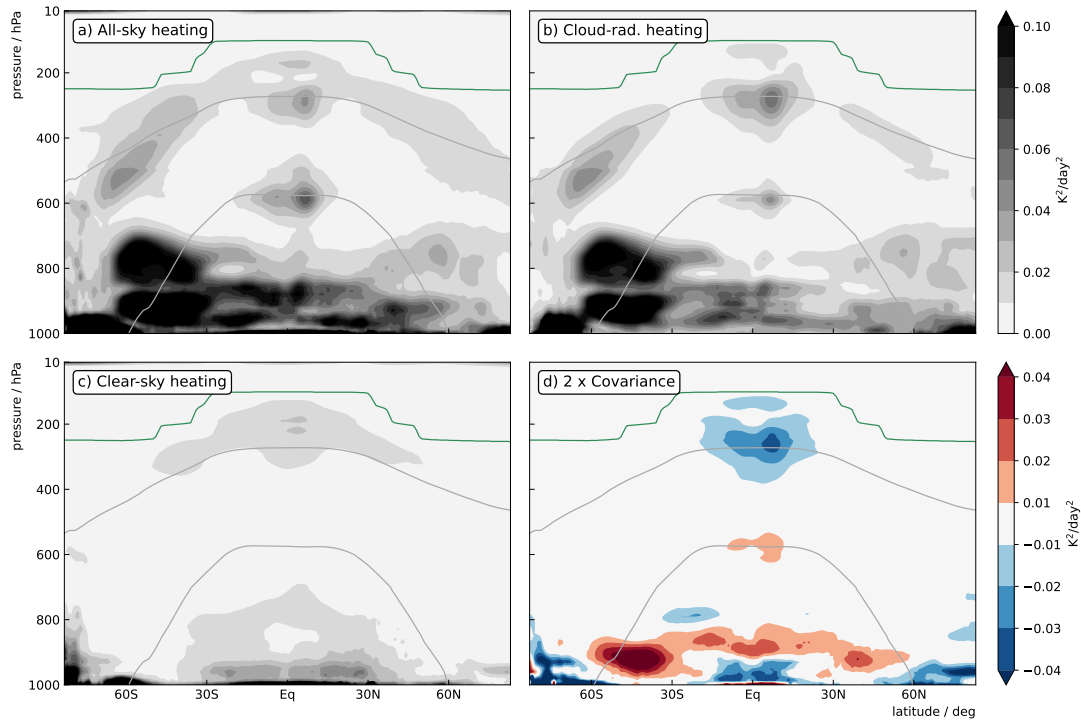 a) All-sky heating
b) Cloud-rad. heating
pressure / hPa
10
200
400
600
800
1000
0.10
0.08
0.06
0.04
0.02
0.00
K²/day²
c) Clear-sky heating
d) 2 x Covariance
pressure / hPa
10
200
400
600
800
1000
60S
30S
Eq
30N
60N
60S
30S
Eq
30N
60N
latitude / deg
0.04
0.03
0.02
0.01
−0.01
−0.02
−0.03
−0.04
K²/day²